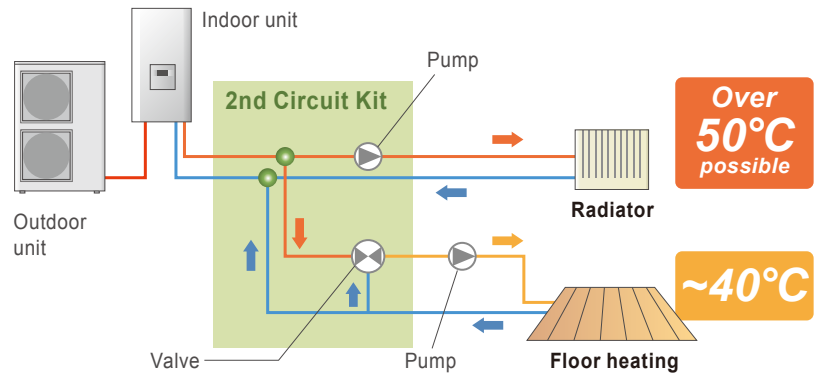 Indoor unit
Pump
2nd Circuit Kit
Over
50°C
possible
Outdoor
unit
Radiator
~40°C
Valve
Pump
Floor heating